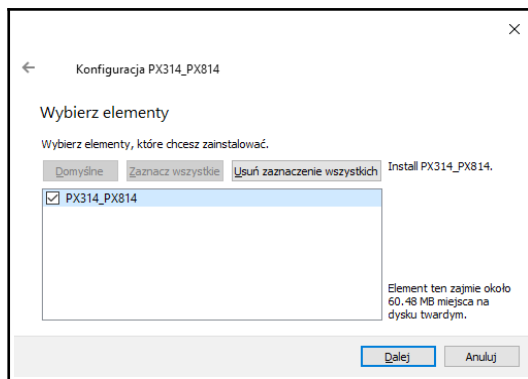 Konfiguracja PX314_PX814
Wybierz elementy
Wybierz elementy, które chcesz zainstalować.
Domyślne
Zaznacz wszystkie
Usuń zaznaczenie wszystkich
Install PX314_PX814.
PX314_PX814
Element ten zajmie około
60.48 MB miejsca na
dysku twardym.
Dalej
Anuluj